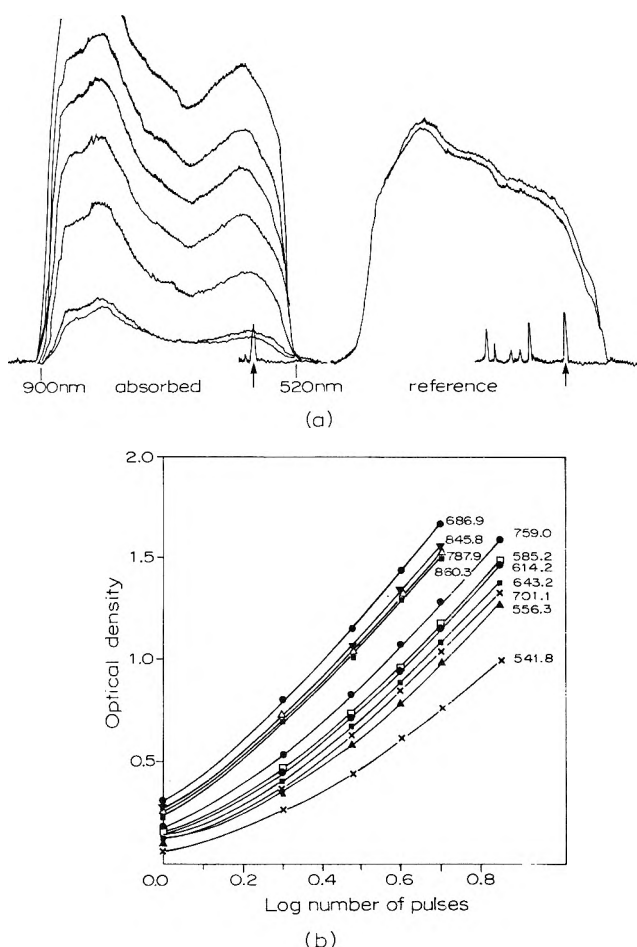 900nm absorbed 520nm reference
(a)
2.0
1.5
1.0
0.5
Optical density
686.9
845.8
787.9
860.3
759.0
585.2
614.2
643.2
701.1
556.3
541.8
0.0 0.2 0.4 0.6 0.8
Log number of pulses
(b)